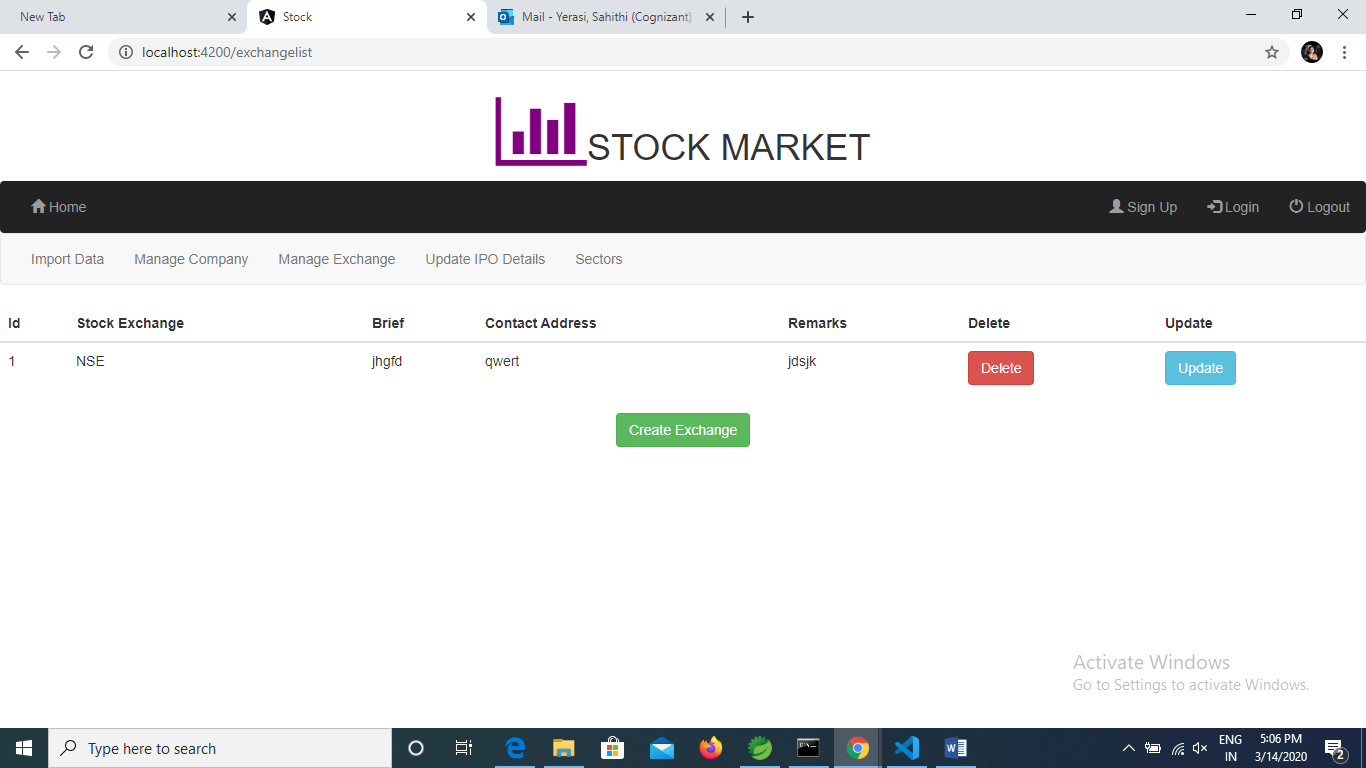 New Tab
Stock
Mail - Yerasi, Sahithi (Cognizant)
localhost:4200/exchangelist
STOCK MARKET
Home
Sign Up
Login
Logout
Import Data
Manage Company
Manage Exchange
Update IPO Details
Sectors
Id Stock Exchange Brief Contact Address Remarks Delete Update
1 NSE jhgfd qwert jdsjk Delete Update
Create Exchange
Activate Windows
Go to Settings to activate Windows.
Type here to search
ENG
IN
5:06 PM
3/14/2020
2